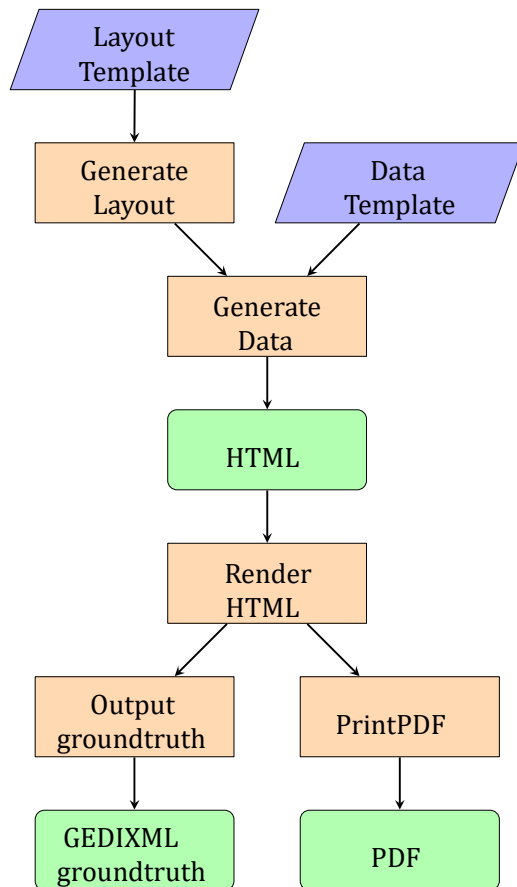 Layout
Template
Generate
Layout
Data
Template
Generate
Data
HTML
Render
HTML
Output
groundtruth
PrintPDF
GEDIXML
groundtruth
PDF